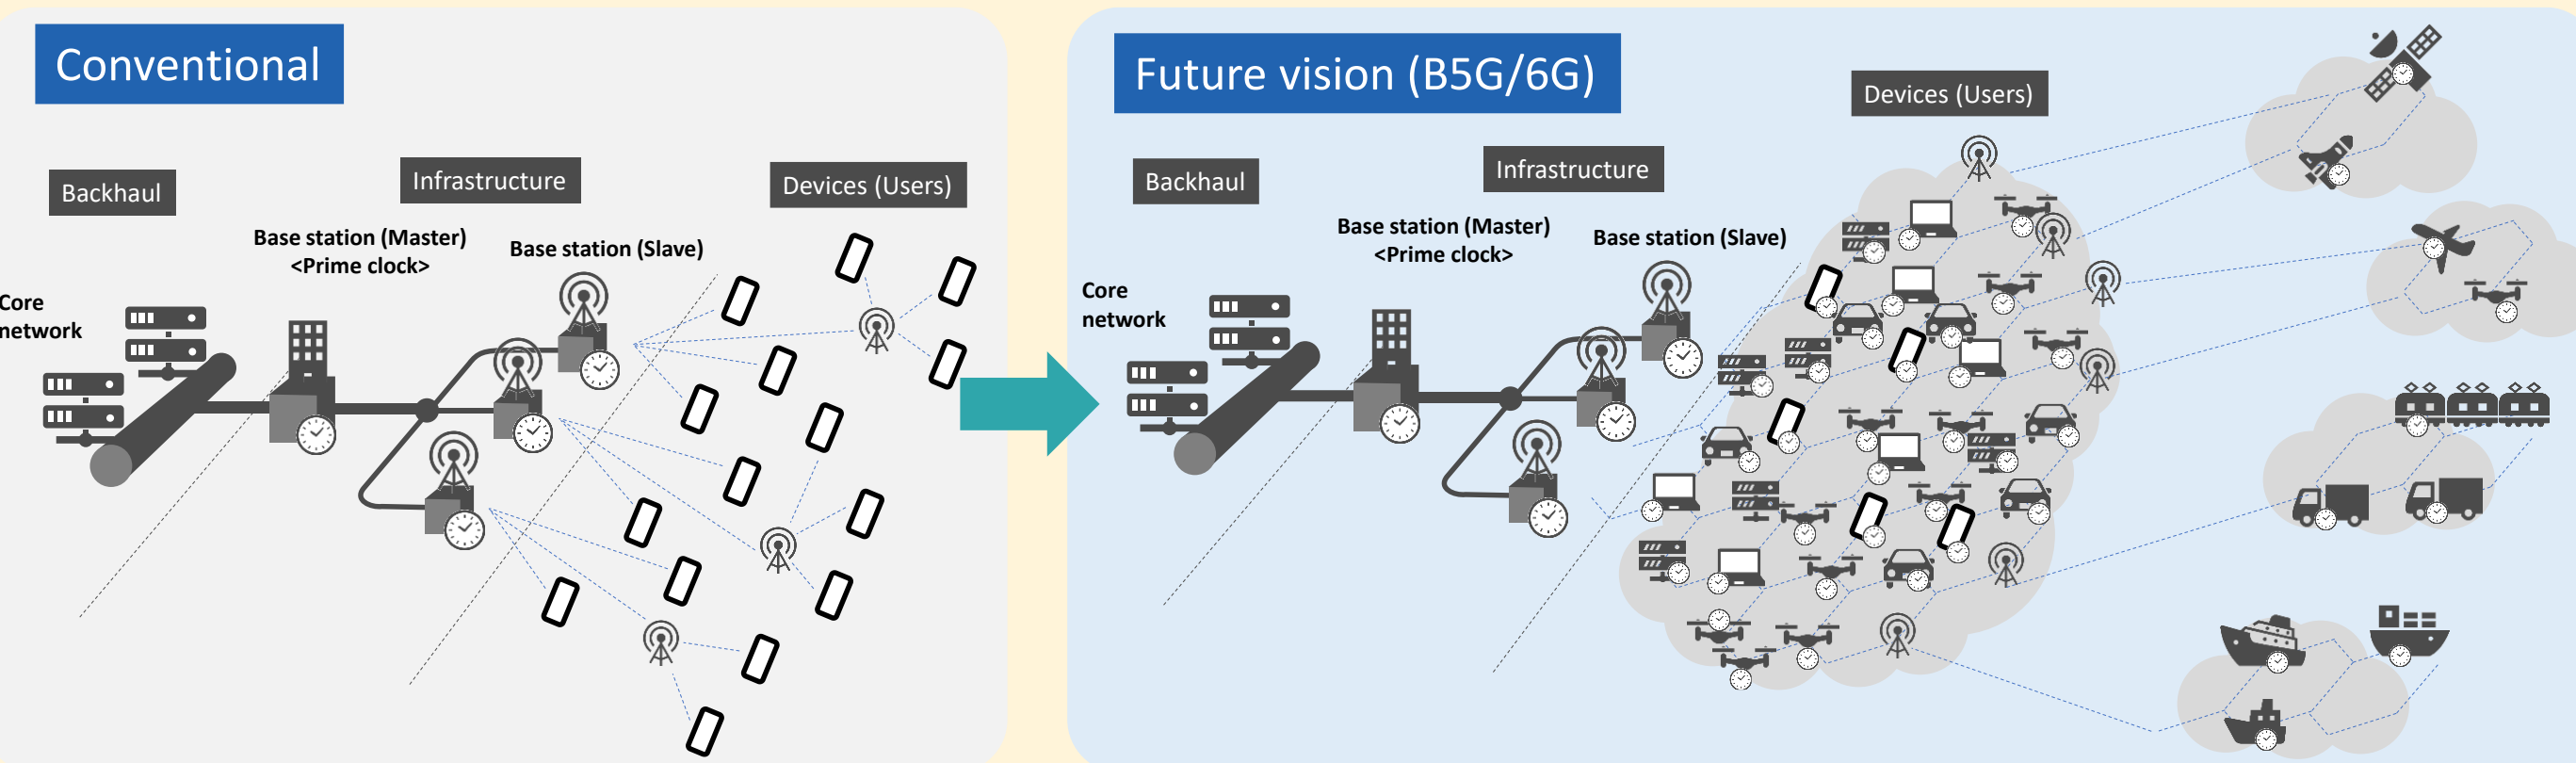 Conventional
Backhaul
Infrastructure
Devices (Users)
Base station (Master)
<Prime clock>
Base station (Slave)
Core
network
Future vision (B5G/6G)
Devices (Users)
Backhaul
Infrastructure
Base station (Master)
<Prime clock>
Base station (Slave)
Core
network